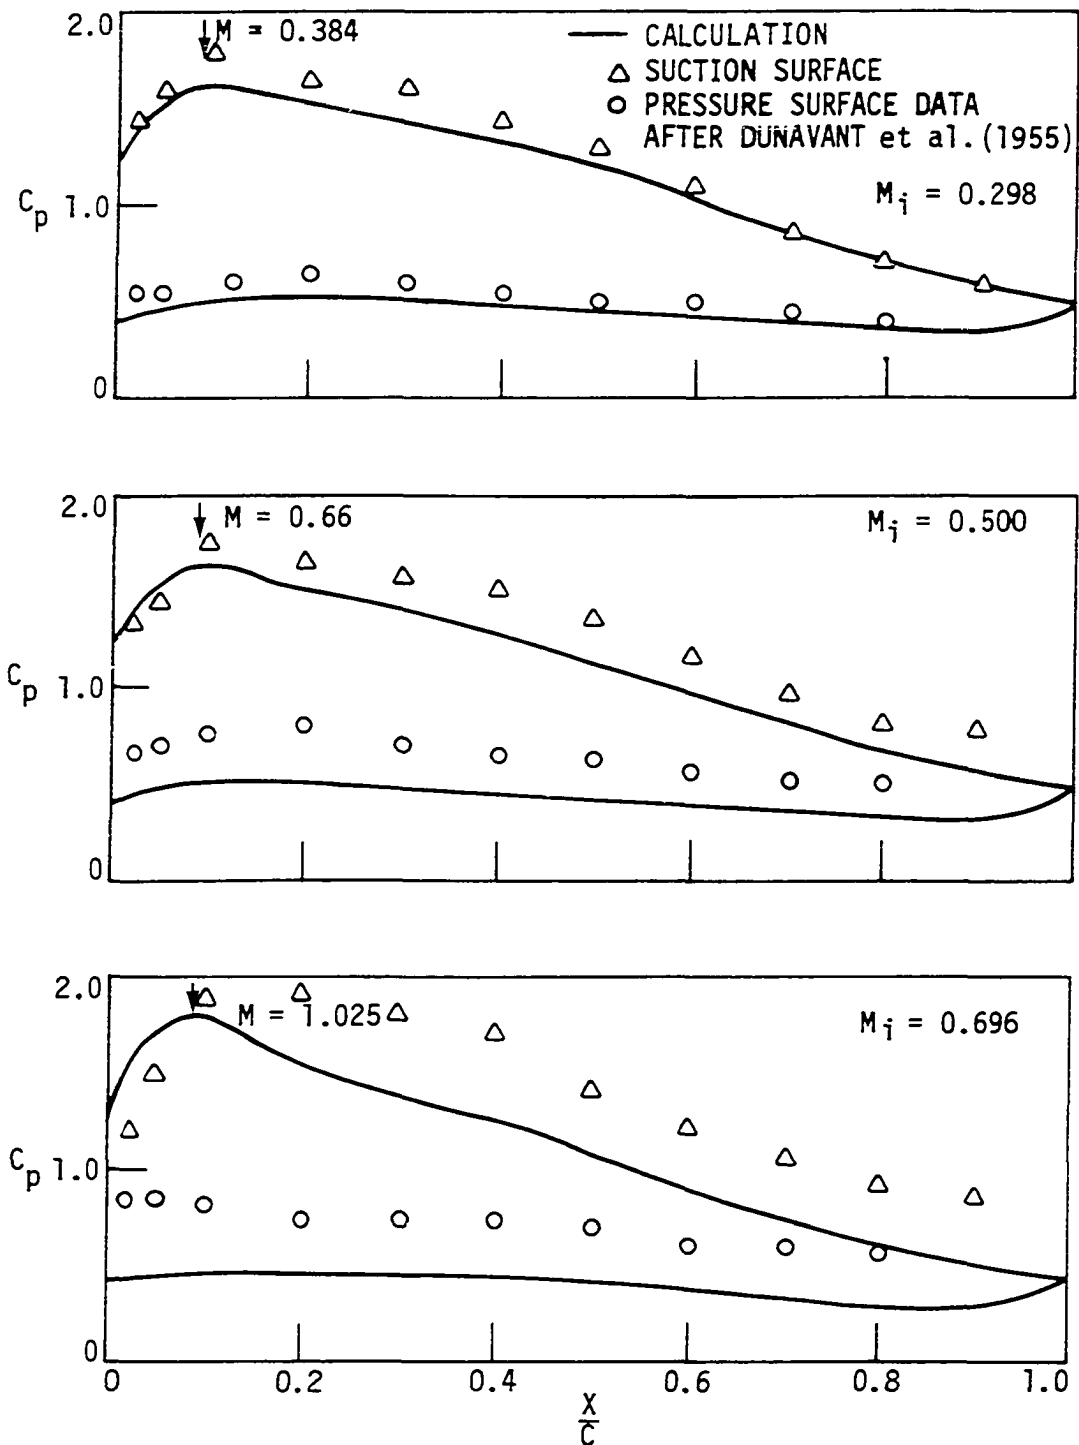 2.0
M = 0.384
CALCULATION
SUCTION SURFACE
PRESSURE SURFACE DATA
AFTER DUNAVANT et al. (1955)
Cp 1.0
Mi = 0.298
0
2.0
M = 0.66
Mi = 0.500
Cp 1.0
0
2.0
M = 1.025
Mi = 0.696
Cp 1.0
0
0 0.2 0.4 0.6 0.8 1.0
X
C